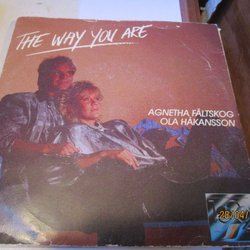 THE WAY YOU ARE
AGNETHA FÄLTSKOG
OLA HÅKANSSON